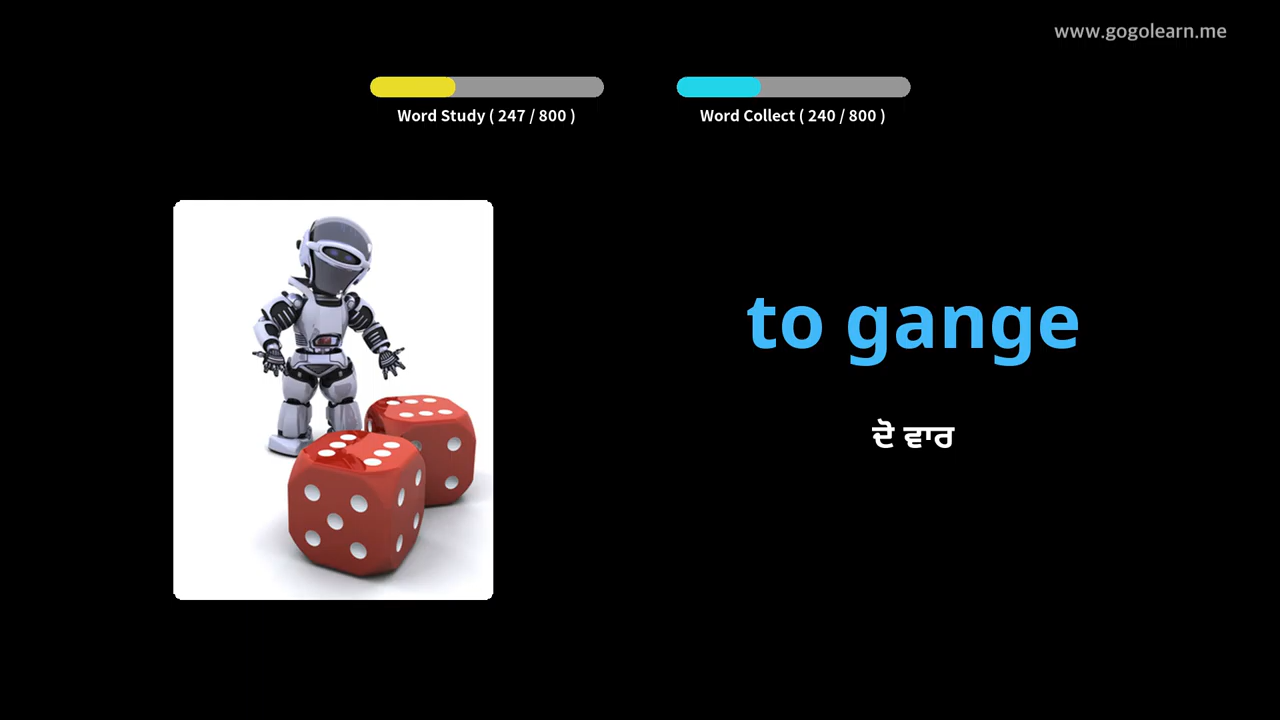 www.gogolearn.me
Word Study ( 247 / 800 )
Word Collect ( 240 / 800 )
to gange
ਦੋ ਵਾਰ